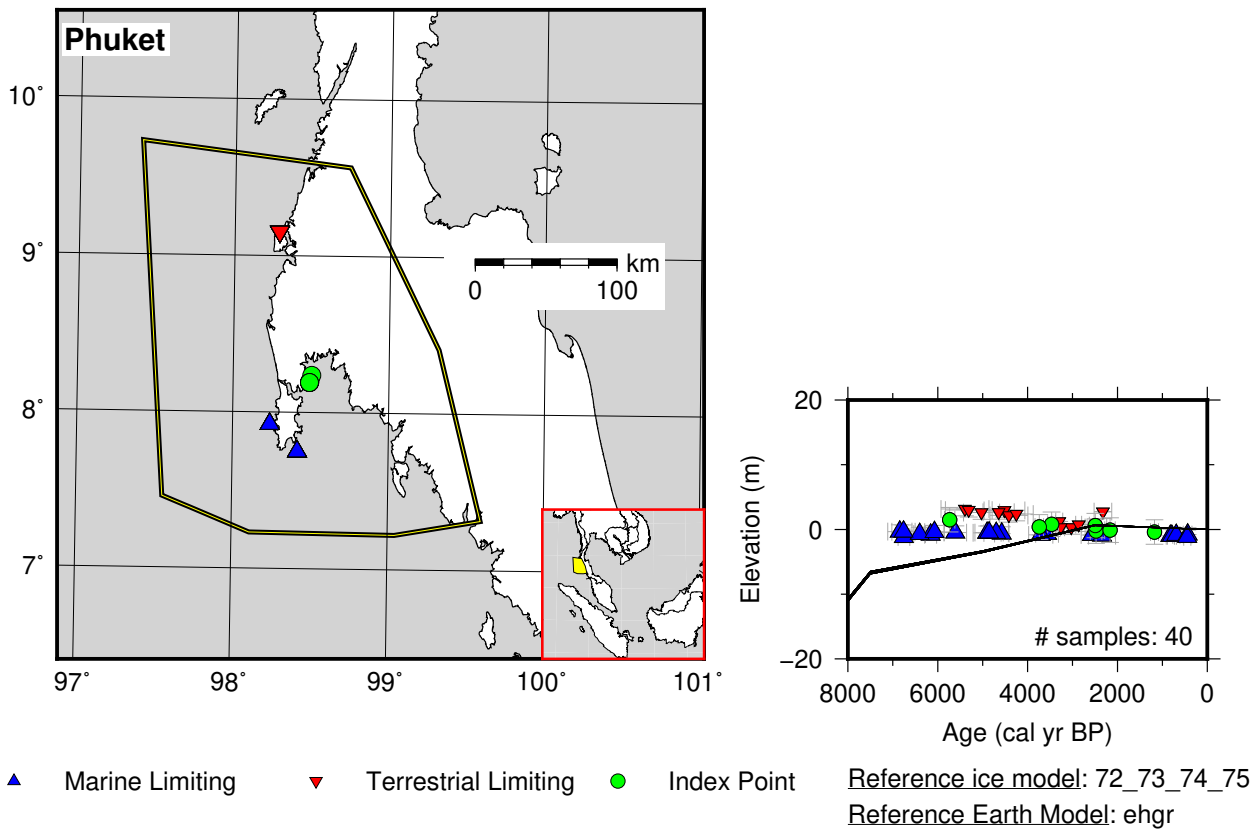 Phuket
10˚
9˚
8˚
7˚
97˚
98˚
99˚
100˚
101˚
km
0
100
20
0
−20
Elevation (m)
# samples: 40
8000
6000
4000
2000
0
Age (cal yr BP)
Marine Limiting
Terrestrial Limiting
Index Point
Reference ice model: 72_73_74_75
Reference Earth Model: ehgr